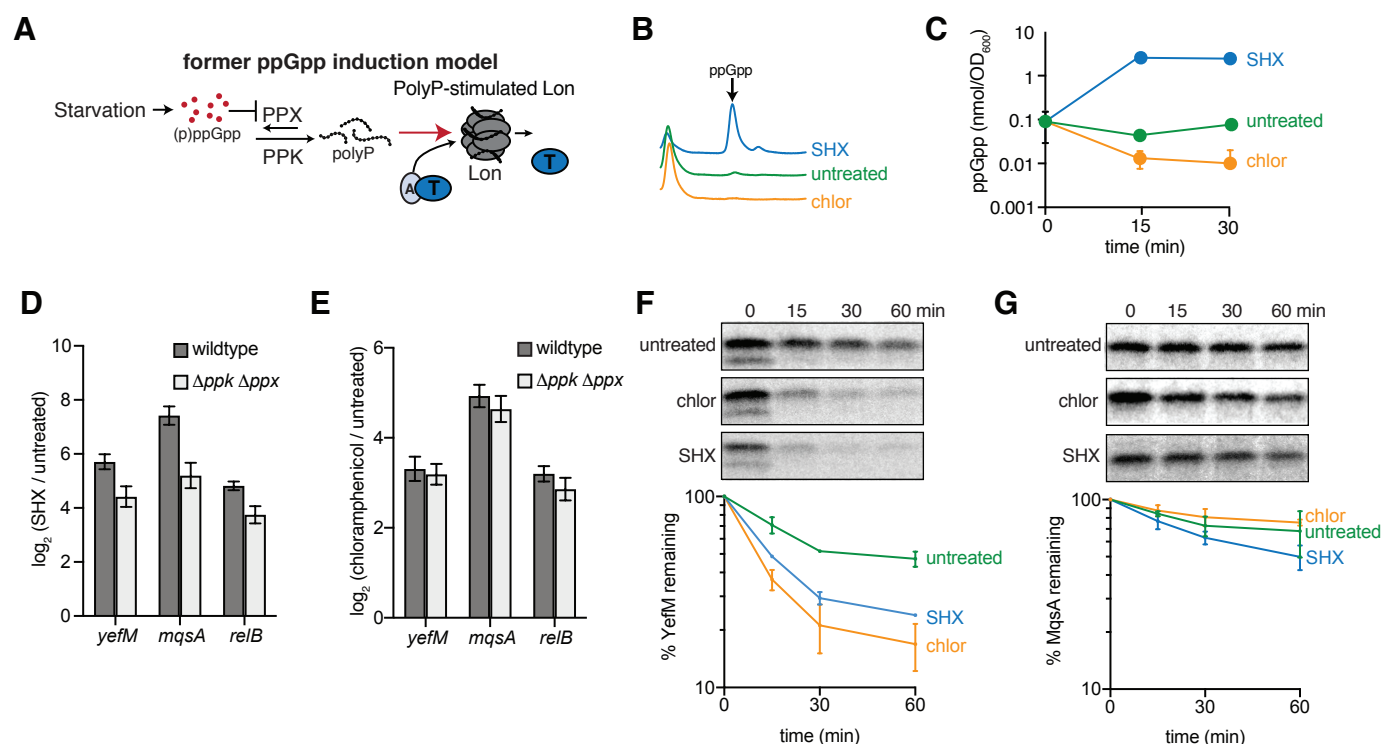 A
former ppGpp induction model
PolyP-stimulated Lon
Starvation
(p)ppGpp
PPX
PPK
polyP
Lon
A
T
T
B
ppGpp
SHX
untreated
chlor
C
ppGpp (nmol/OD600)
10
1
0.1
0.01
0.001
SHX
untreated
chlor
0
15
30
time (min)
D
log2 (SHX / untreated)
10
8
6
4
2
0
wildtype
Δppk Δppx
yefM
mqsA
relB
E
log2 (chloramphenicol / untreated)
6
4
2
0
wildtype
Δppk Δppx
yefM
mqsA
relB
F
0 15 30 60 min
untreated
chlor
SHX
% YefM remaining
100
10
untreated
SHX
chlor
0 30 60
time (min)
G
0 15 30 60 min
untreated
chlor
SHX
% MqsA remaining
100
10
chlor
untreated
SHX
0 30 60
time (min)